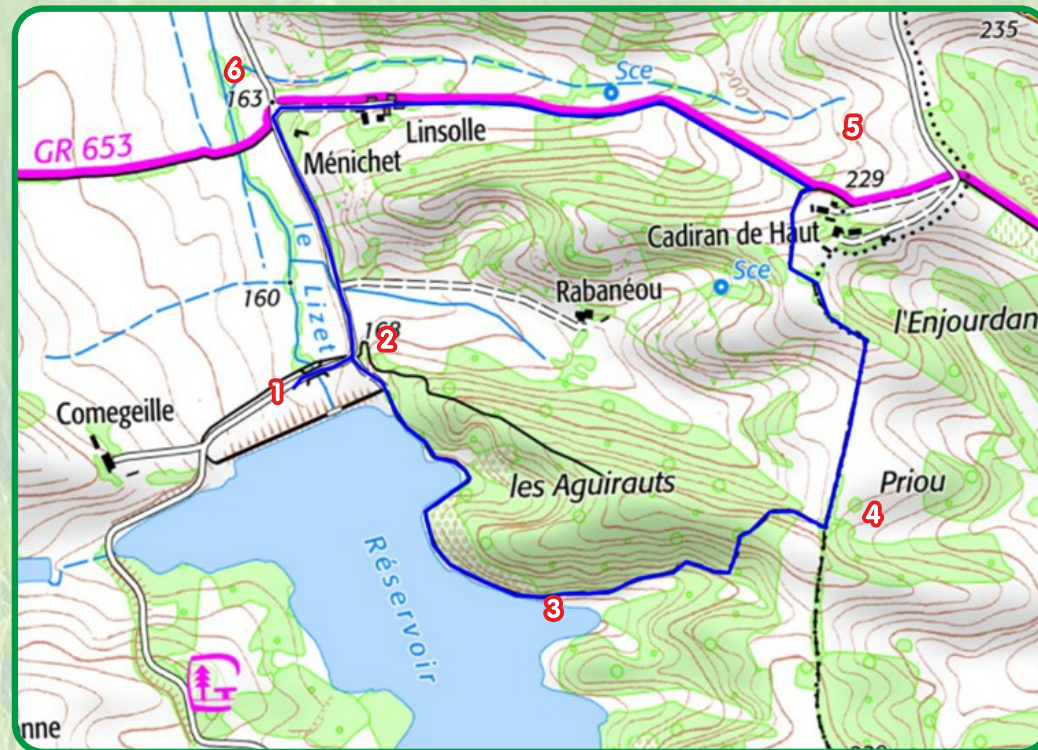 235
6
Sce
200
163
5
Linsolle
GR 653
Ménichet
229
Cadiran de Haut
Sce
le Lizet
160
Rabanéou
l'Enjourdan
168
2
1
Comegeille
les Aguirauts
Priou
4
Réservoir
3
nne